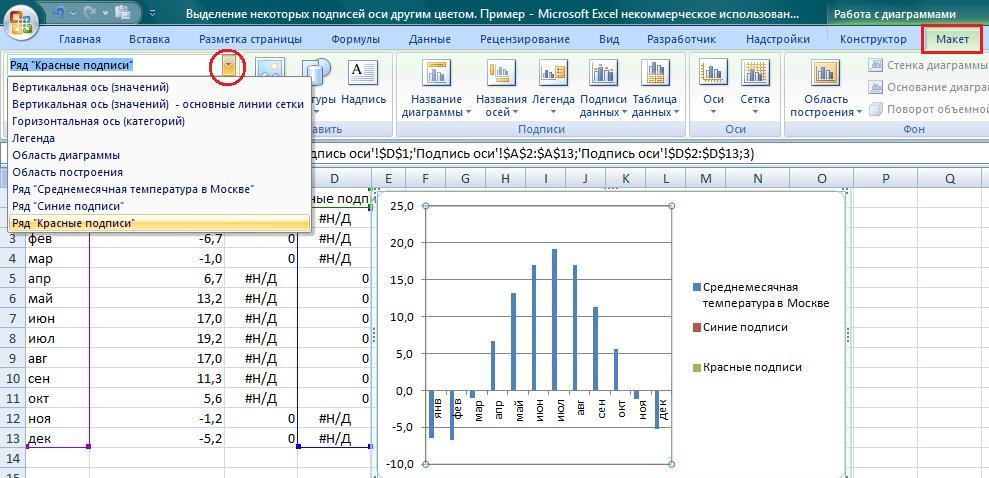 Выделение некоторых подписей оси другим цветом. Пример - Microsoft Excel некоммерческое использован...
Работа с диаграммами
Главная Вставка Разметка страницы Формулы Данные Рецензирование Вид Разработчик Надстройки Конструктор Макет
Ряд "Красные подписи"
Вертикальная ось (значений)
Вертикальная ось (значений) - основные линии сетки
Горизонтальная ось (категорий)
Легенда
Область диаграммы
Область построения
Ряд "Среднемесячная температура в Москве"
Ряд "Синие подписи"
Ряд "Красные подписи"
Надпись
Название диаграммы
Названия осей
Легенда
Подписи данных
Таблица данных
Подписи
Оси
Сетка
Оси
Область построения
Стенка диаграммы
Основание диагра
Поворот объемной
Фон
дпись оси'!$D$1;'Подпись оси'!$A$2:$A$13;'Подпись оси'!$D$2:$D$13;3)
D E F G H I J K L M N O P Q
#Н/Д
3 фев -6,7 0 #Н/Д
4 мар -1,0 0 #Н/Д
5 апр 6,7 #Н/Д 0
6 май 13,2 #Н/Д 0
7 июн 17,0 #Н/Д 0
8 июл 19,2 #Н/Д 0
9 авг 17,0 #Н/Д 0
10 сен 11,3 #Н/Д 0
11 окт 5,6 #Н/Д 0
12 ноя -1,2 0 #Н/Д
13 дек -5,2 0 #Н/Д
14
25,0
20,0
15,0
10,0
5,0
0,0
-5,0
-10,0
янв фев мар апр май июн июл авг сен окт ноя дек
Среднемесячная
температура в Москве
Синие подписи
Красные подписи